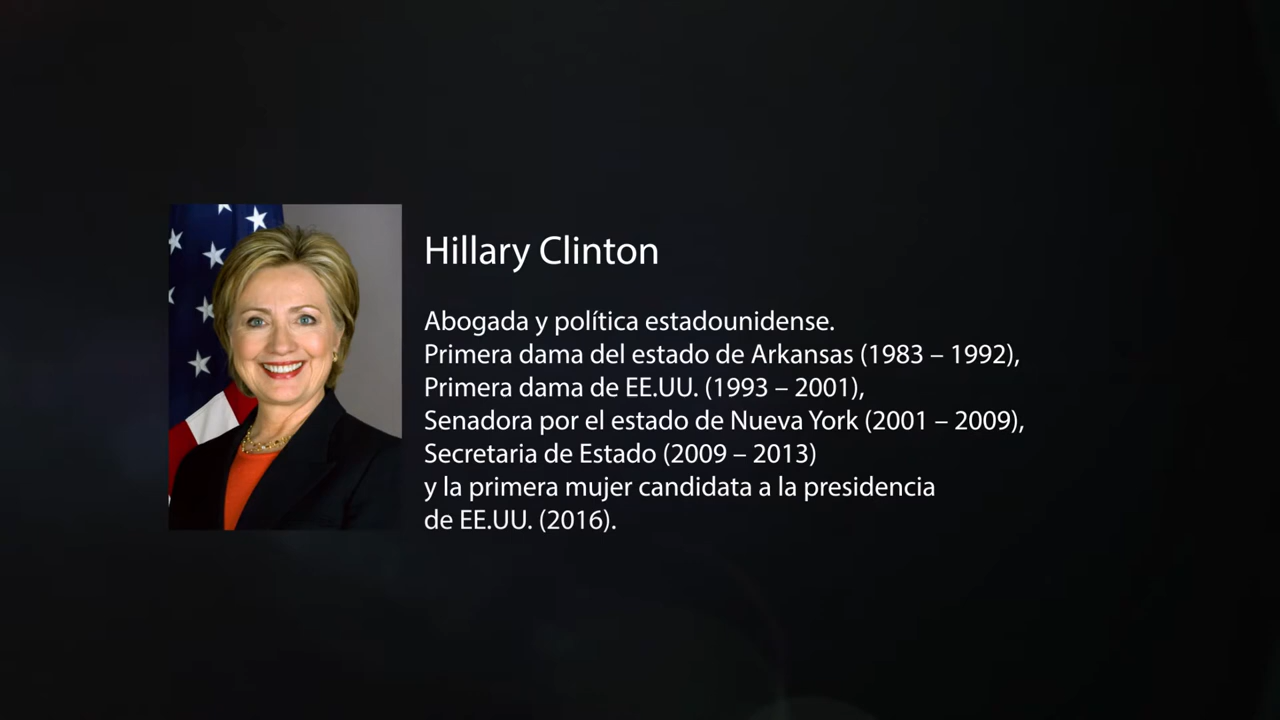 Hillary Clinton
Abogada y política estadounidense.
Primera dama del estado de Arkansas (1983 – 1992),
Primera dama de EE.UU. (1993 – 2001),
Senadora por el estado de Nueva York (2001 – 2009),
Secretaria de Estado (2009 – 2013)
y la primera mujer candidata a la presidencia
de EE.UU. (2016).